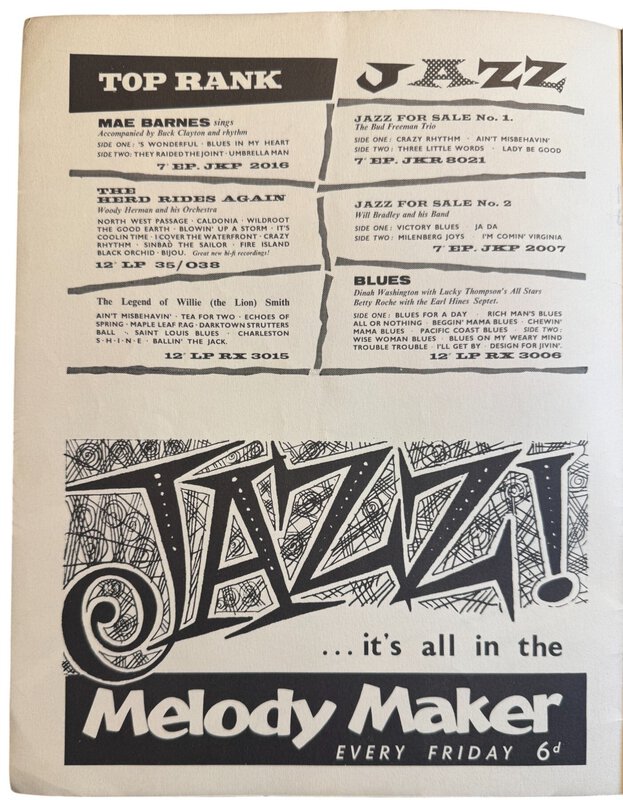 TOP RANK JAZZ
MAE BARNES sings
Accompanied by Buck Clayton and rhythm
SIDE ONE: 'S WONDERFUL · BLUES IN MY HEART
SIDE TWO: THEY RAIDED THE JOINT · UMBRELLA MAN
7" EP. JKP 2016
THE
HERD RIDES AGAIN
Woody Herman and his Orchestra
NORTH WEST PASSAGE · CALDONIA · WILDROOT
THE GOOD EARTH · BLOWIN' UP A STORM · IT'S
COOLIN TIME · I COVER THE WATERFRONT · CRAZY
RHYTHM · SINBAD THE SAILOR · FIRE ISLAND
BLACK ORCHID · BIJOU. Great new hi-fi recordings!
12" LP 35/038
The Legend of Willie (the Lion) Smith
AIN'T MISBEHAVIN' · TEA FOR TWO · ECHOES OF
SPRING · MAPLE LEAF RAG · DARKTOWN STRUTTERS
BALL · SAINT LOUIS BLUES · CHARLESTON
S·H·I·N·E · BALLIN' THE JACK.
12" LP RX 3015
JAZZ FOR SALE No. 1.
The Bud Freeman Trio
SIDE ONE: CRAZY RHYTHM · AIN'T MISBEHAVIN'
SIDE TWO: THREE LITTLE WORDS · LADY BE GOOD
7" EP. JKR 8021
JAZZ FOR SALE No. 2
Will Bradley and his Band
SIDE ONE: VICTORY BLUES JA DA
SIDE TWO: MILENBERG JOYS · I'M COMIN' VIRGINIA
7" EP. JKP 2007
BLUES
Dinah Washington with Lucky Thompson's All Stars
Betty Roche with the Earl Hines Septet.
SIDE ONE: BLUES FOR A DAY · RICH MAN'S BLUES
ALL OR NOTHING · BEGGIN' MAMA BLUES · CHEWIN'
MAMA BLUES · PACIFIC COAST BLUES · SIDE TWO:
WISE WOMAN BLUES · BLUES ON MY WEARY MIND
TROUBLE TROUBLE · I'LL GET BY · DESIGN FOR JIVIN'.
12" LP RX 3006
JAZZ!
...it's all in the
Melody Maker
EVERY FRIDAY 6d